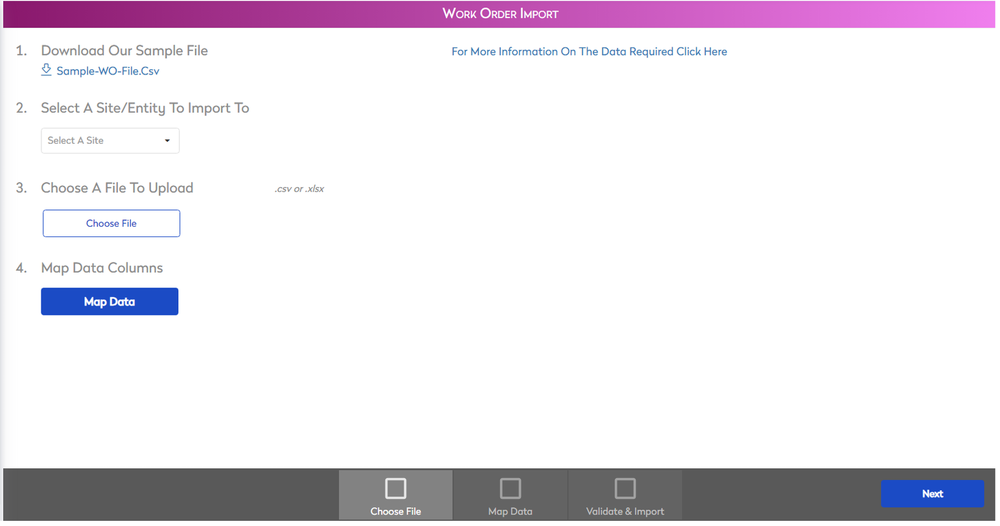 Work Order Import
1. Download Our Sample File
For More Information On The Data Required Click Here
Sample-WO-File.Csv
2. Select A Site/Entity To Import To
Select A Site
3. Choose A File To Upload .csv or .xlsx
Choose File
4. Map Data Columns
Map Data
Choose File
Map Data
Validate & Import
Next